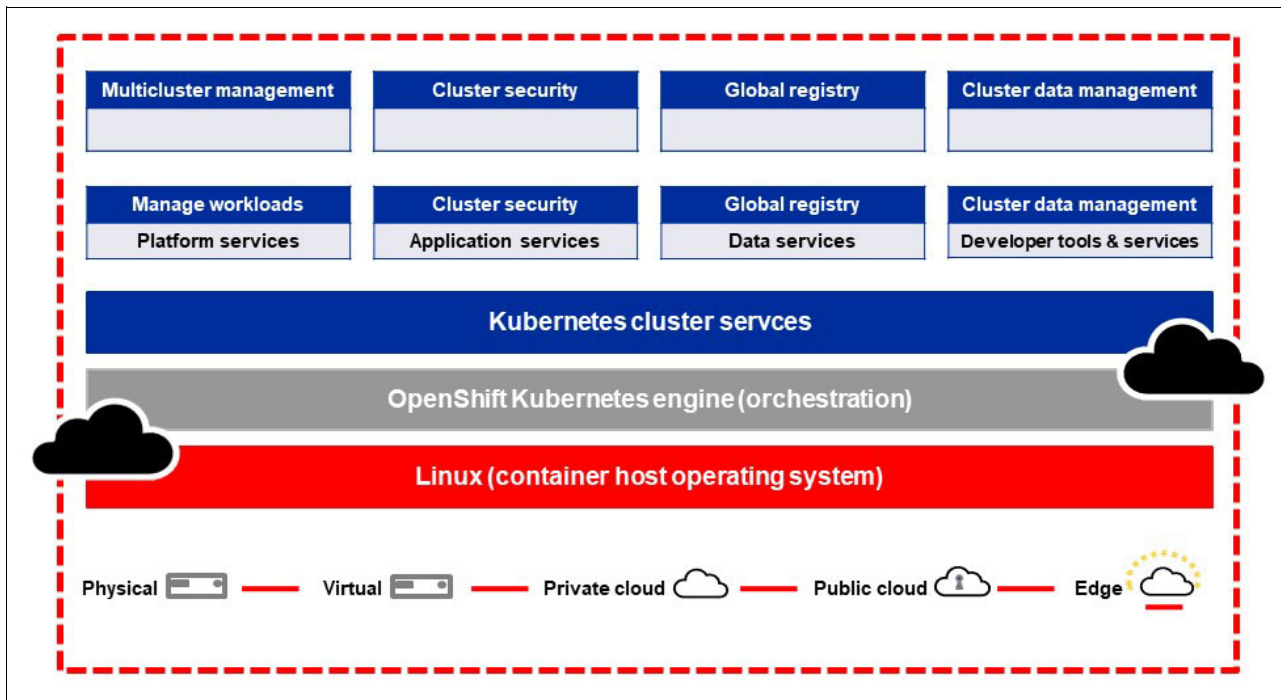 Multicluster management
Cluster security
Global registry
Cluster data management
Manage workloads
Cluster security
Global registry
Cluster data management
Platform services
Application services
Data services
Developer tools & services
Kubernetes cluster servces
OpenShift Kubernetes engine (orchestration)
Linux (container host operating system)
Physical
Virtual
Private cloud
Public cloud
Edge